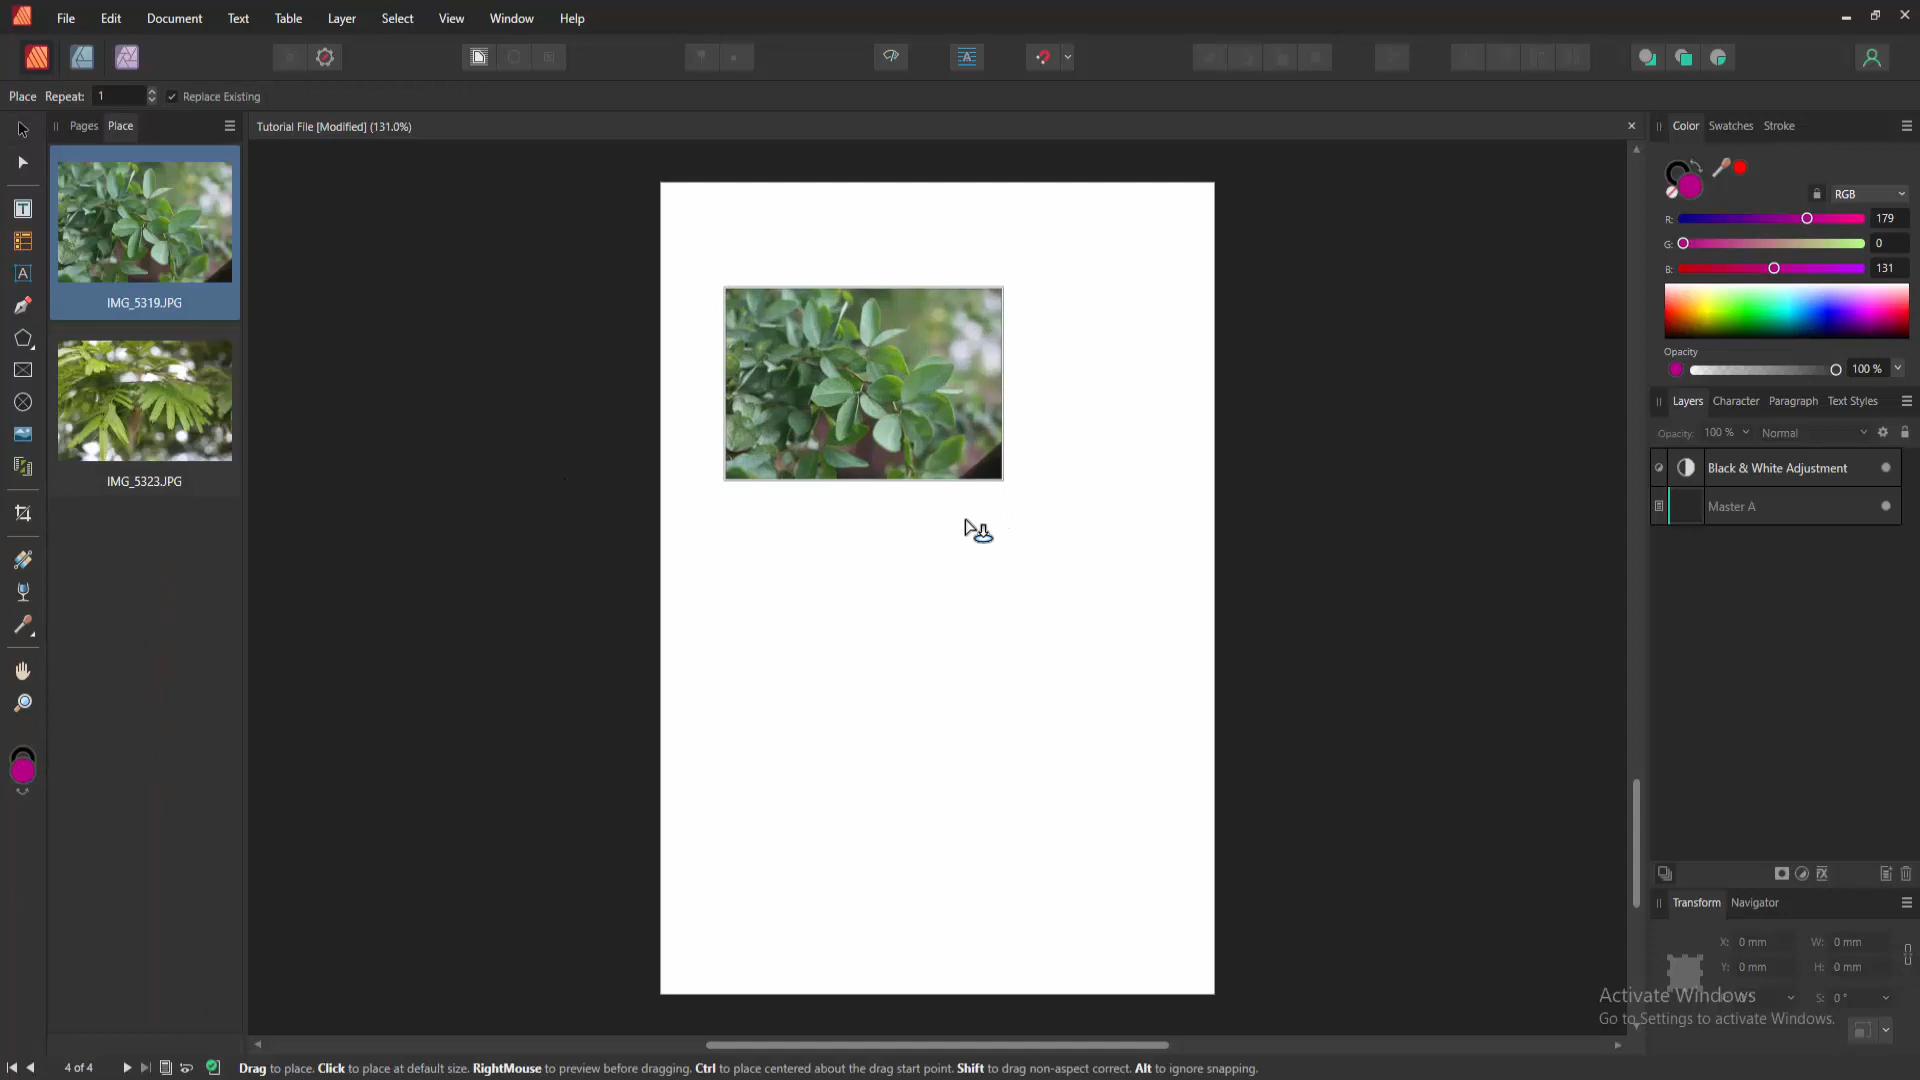 File Edit Document Text Table Layer Select View Window Help
Place Repeat: 1 Replace Existing
Pages Place
Tutorial File [Modified] (131.0%)
Color Swatches Stroke
RGB
R: 179
G: 0
B: 131
Opacity
100 %
IMG_5319.JPG
IMG_5323.JPG
Layers Character Paragraph Text Styles
Opacity: 100 % Normal
Black & White Adjustment
Master A
Transform Navigator
X: 0 mm W: 0 mm
Y: 0 mm H: 0 mm
0° S: 0°
Activate Windows
Go to Settings to activate Windows.
4 of 4
Drag to place. Click to place at default size. RightMouse to preview before dragging. Ctrl to place centered about the drag start point. Shift to drag non-aspect correct. Alt to ignore snapping.